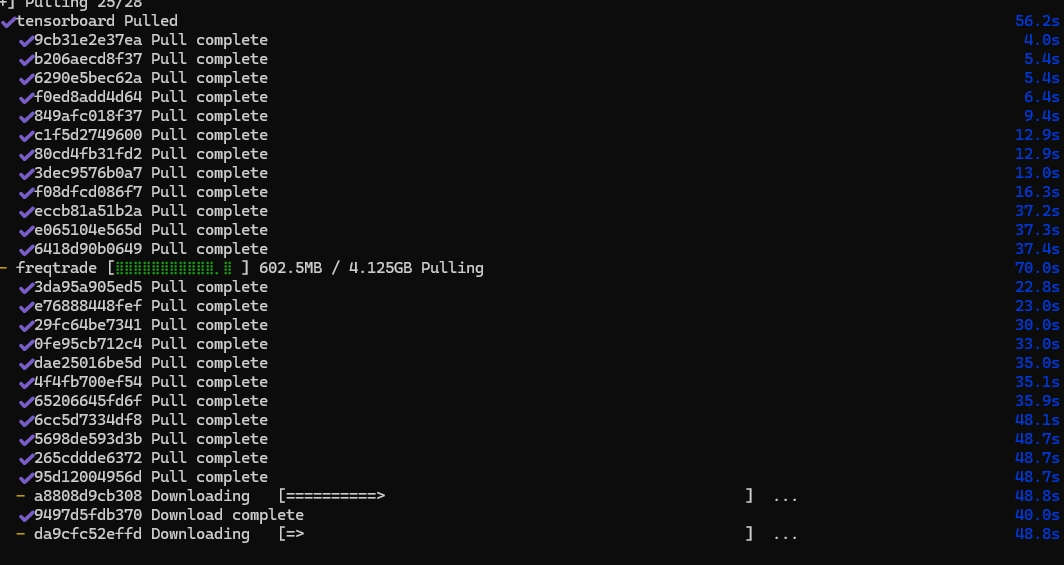 +] Pulling 25/28
✔tensorboard Pulled 56.2s
✔9cb31e2e37ea Pull complete 4.0s
✔b206aecd8f37 Pull complete 5.4s
✔6290e5bec62a Pull complete 5.4s
✔f0ed8add4d64 Pull complete 6.4s
✔849afc018f37 Pull complete 9.4s
✔c1f5d2749600 Pull complete 12.9s
✔80cd4fb31fd2 Pull complete 12.9s
✔3dec9576b0a7 Pull complete 13.0s
✔f08dfcd086f7 Pull complete 16.3s
✔eccb81a51b2a Pull complete 37.2s
✔e065104e565d Pull complete 37.3s
✔6418d90b0649 Pull complete 37.4s
- freqtrade [⣿⣿⣿⣿⣿⣿⣿⣿⣿⣿⣿⣀⣿ ] 602.5MB / 4.125GB Pulling 70.0s
✔3da95a905ed5 Pull complete 22.8s
✔e76888448fef Pull complete 23.0s
✔29fc64be7341 Pull complete 30.0s
✔0fe95cb712c4 Pull complete 33.0s
✔dae25016be5d Pull complete 35.0s
✔4f4fb700ef54 Pull complete 35.1s
✔65206645fd6f Pull complete 35.9s
✔6cc5d7334df8 Pull complete 48.1s
✔5698de593d3b Pull complete 48.7s
✔265cddde6372 Pull complete 48.7s
✔95d12004956d Pull complete 48.7s
- a8808d9cb308 Downloading [==========> ] ... 48.8s
✔9497d5fdb370 Download complete 40.0s
- da9cfc52effd Downloading [=> ] ... 48.8s